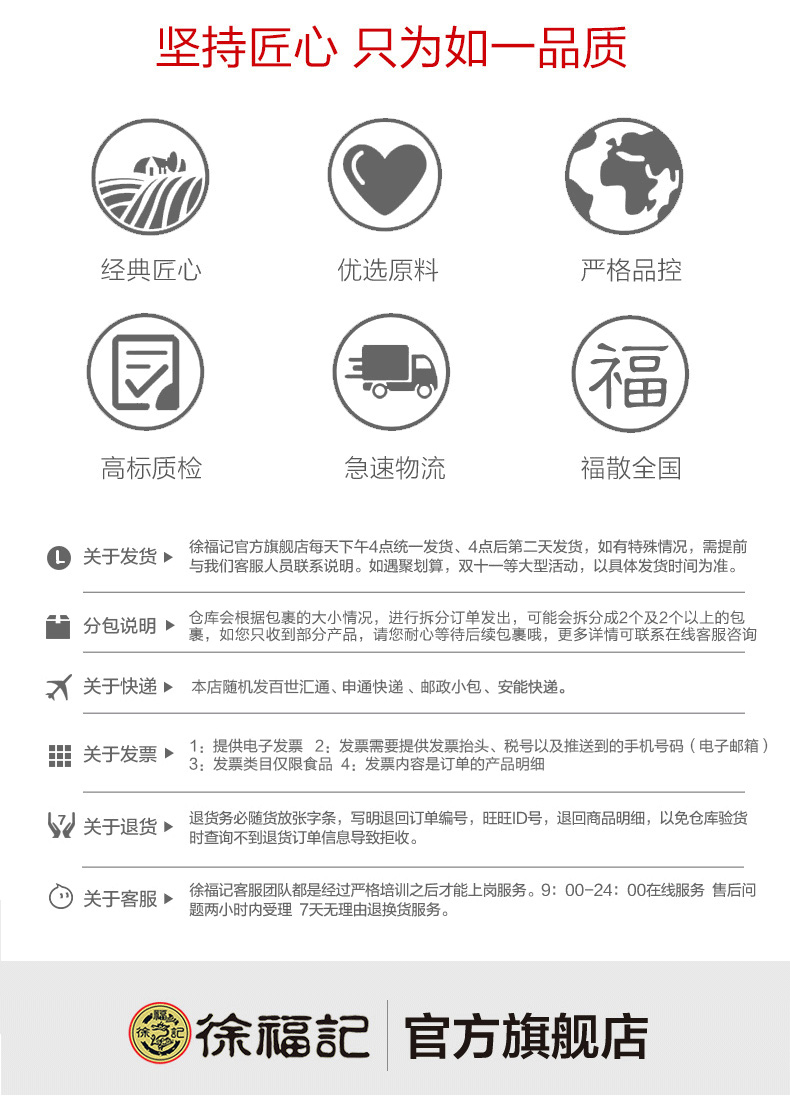 坚持匠心 只为如一品质
经典匠心
优选原料
严格品控
福
高标质检
急速物流
福散全国
关于发货
徐福记官方旗舰店每天下午4点统一发货、4点后第二天发货，如有特殊情况，需提前
与我们客服人员联系说明。如遇聚划算，双十一等大型活动，以具体发货时间为准。
分包说明
仓库会根据包裹的大小情况，进行拆分订单发出，可能会拆分成2个及2个以上的包
裹，如您只收到部分产品，请您耐心等待后续包裹哦，更多详情可联系在线客服咨询
关于快递
本店随机发百世汇通、申通快递 、邮政小包、安能快递。
关于发票
1：提供电子发票 2：发票需要提供发票抬头、税号以及推送到的手机号码（电子邮箱）
3：发票类目仅限食品 4：发票内容是订单的产品明细
7
关于退货
退货务必随货放张字条，写明退回订单编号，旺旺ID号，退回商品明细，以免仓库验货
时查询不到退货订单信息导致拒收。
关于客服
徐福记客服团队都是经过严格培训之后才能上岗服务。9：00-24：00在线服务 售后问
题两小时内受理 7天无理由退换货服务。
徐福記
徐福記
官方旗舰店